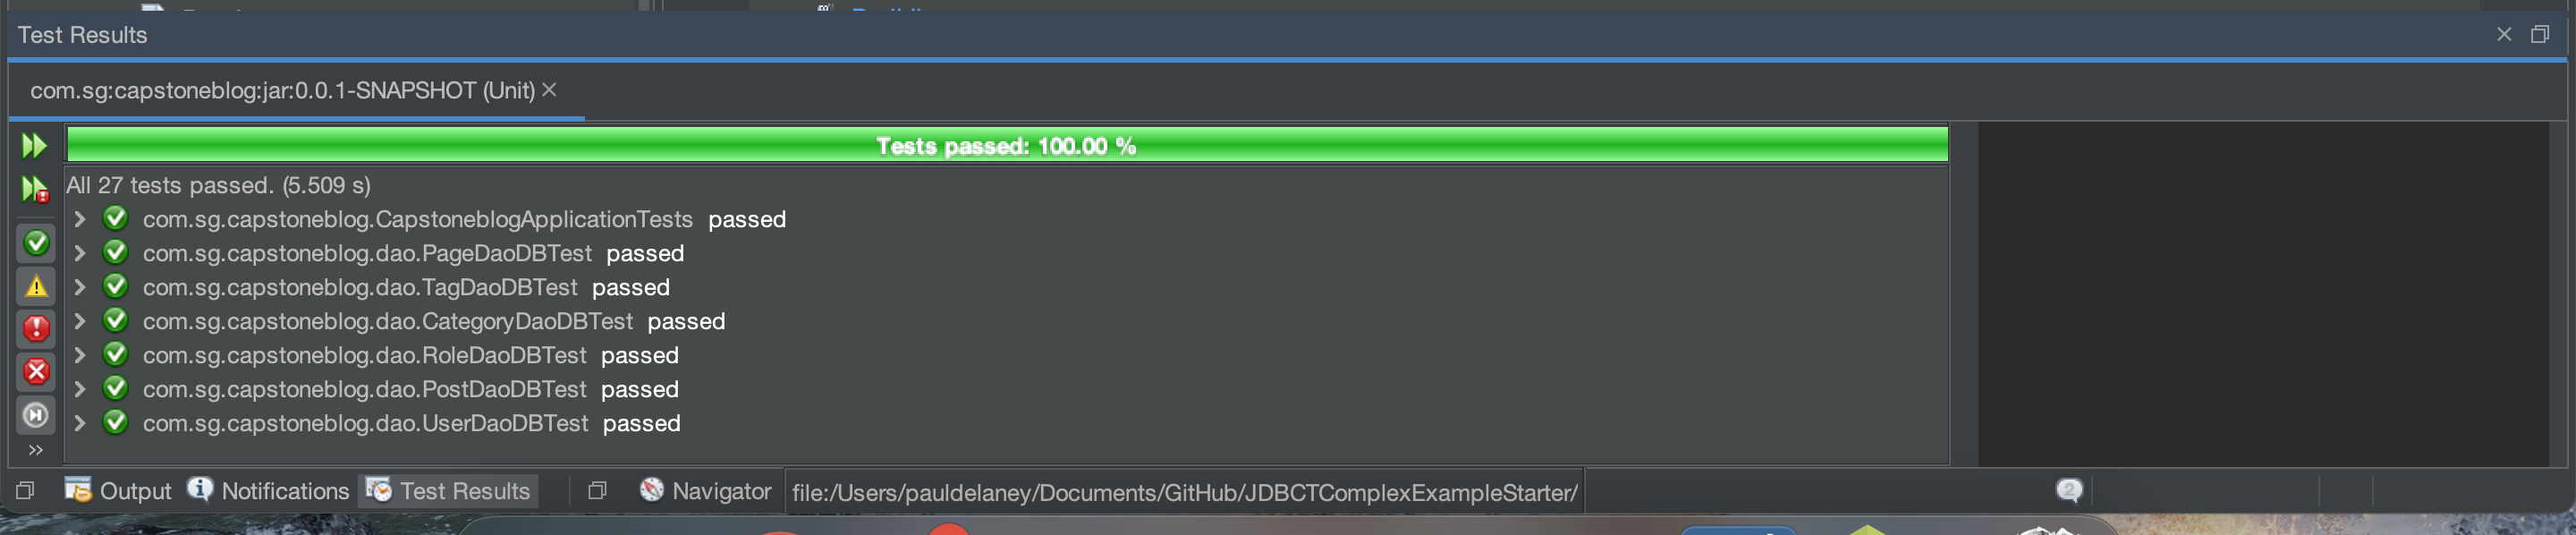 Test Results
com.sg:capstoneblog:jar:0.0.1-SNAPSHOT (Unit)
Tests passed: 100.00 %
All 27 tests passed. (5.509 s)
com.sg.capstoneblog.CapstoneblogApplicationTests passed
com.sg.capstoneblog.dao.PageDaoDBTest passed
com.sg.capstoneblog.dao.TagDaoDBTest passed
com.sg.capstoneblog.dao.CategoryDaoDBTest passed
com.sg.capstoneblog.dao.RoleDaoDBTest passed
com.sg.capstoneblog.dao.PostDaoDBTest passed
com.sg.capstoneblog.dao.UserDaoDBTest passed
Output Notifications Test Results Navigator file:/Users/pauldelaney/Documents/GitHub/JDBCTComplexExampleStarter/ 2